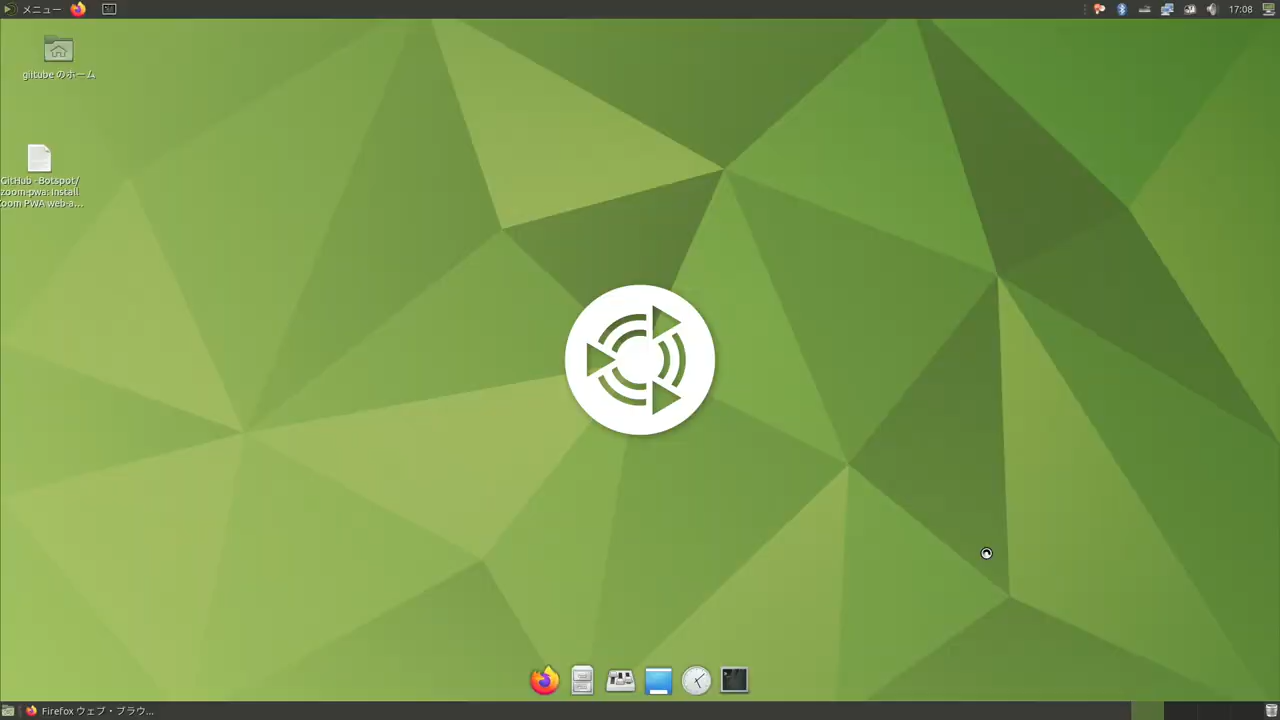 メニュー
17:08
giitube のホーム
GitHub - Botspot/
zoom-pwa: Install
Zoom PWA web-a...
Firefox ウェブ・ブラウ...